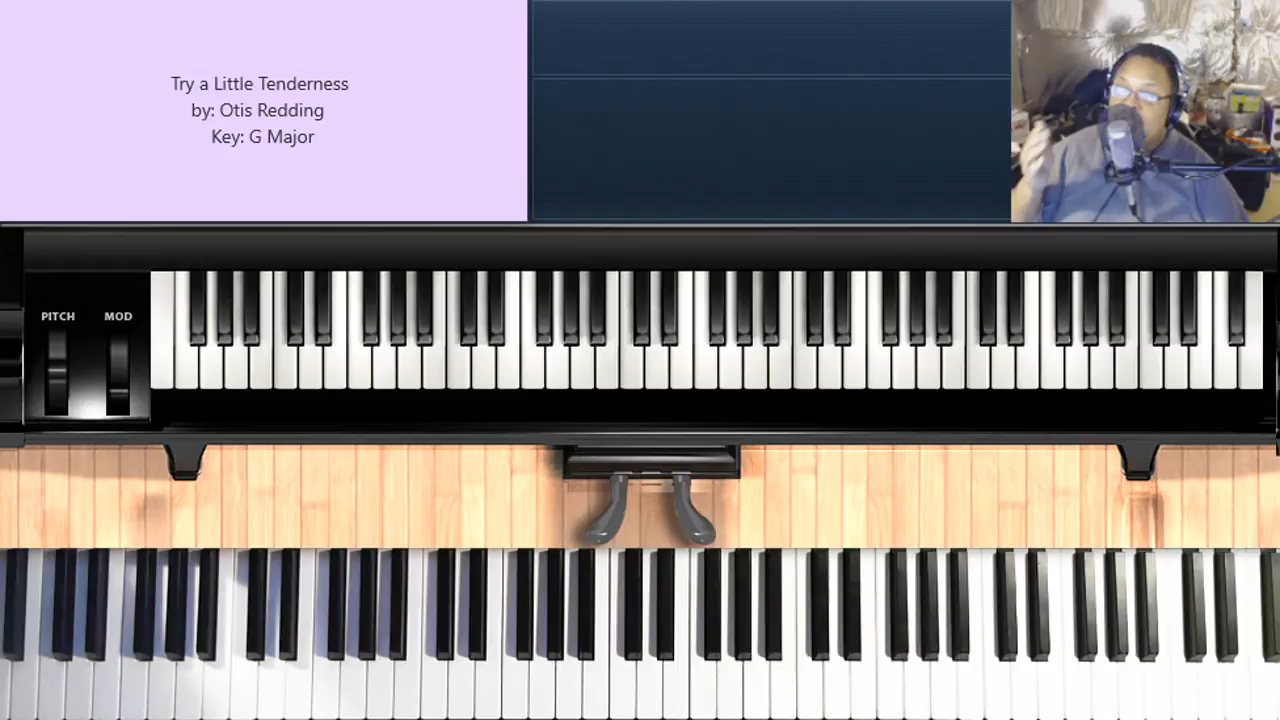 Try a Little Tenderness
by: Otis Redding
Key: G Major
PITCH
MOD